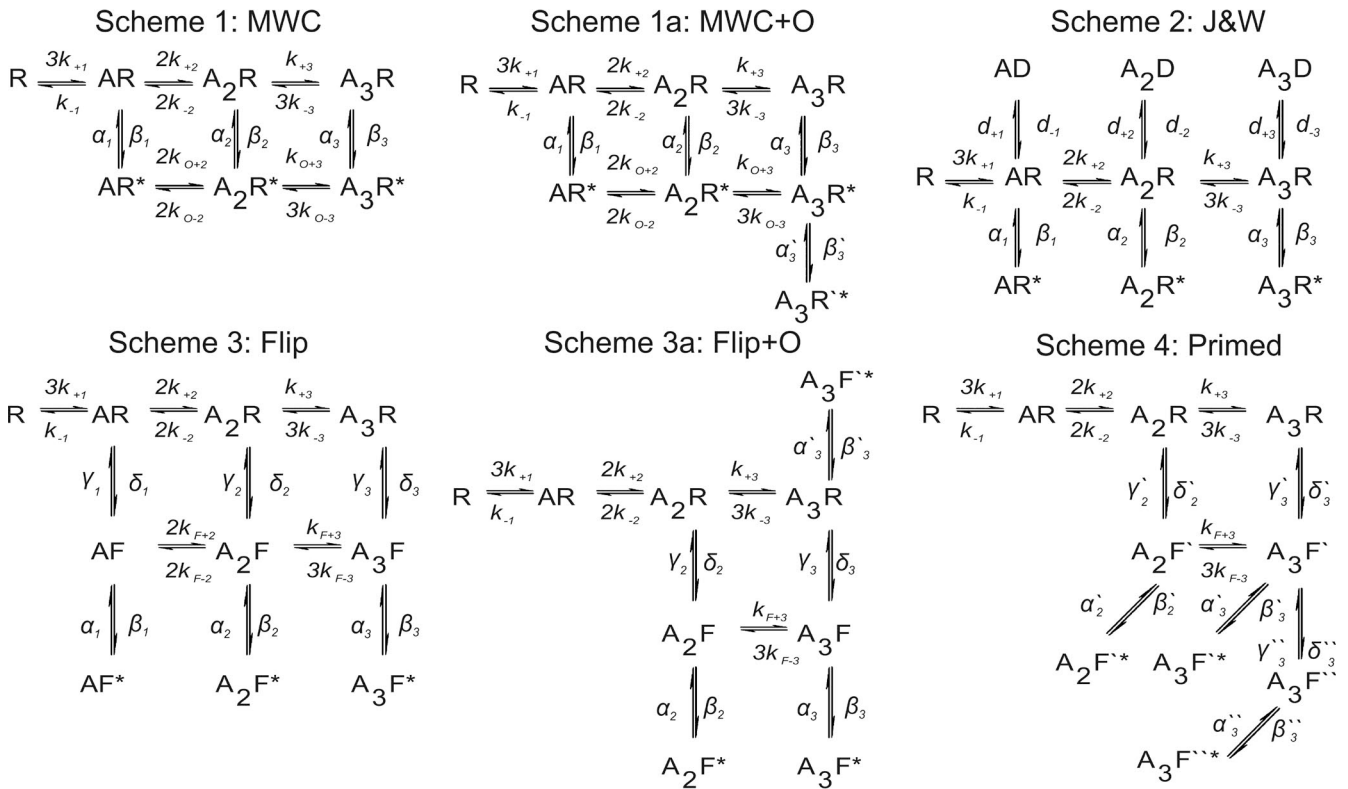 Scheme 1: MWC
3k+1 2k+2 k+3
R AR A2R A3R
k-1 2k-2 3k-3
α1 β1 α2 β2 α3 β3
2kO+2 kO+3
AR* A2R* A3R*
2kO-2 3kO-3
Scheme 1a: MWC+O
3k+1 2k+2 k+3
R AR A2R A3R
k-1 2k-2 3k-3
α1 β1 α2 β2 α3 β3
2kO+2 kO+3
AR* A2R* A3R*
2kO-2 3kO-3
α3` β3`
A3R`*
Scheme 2: J&W
AD A2D A3D
d+1 d-1 d+2 d-2 d+3 d-3
3k+1 2k+2 k+3
R AR A2R A3R
k-1 2k-2 3k-3
α1 β1 α2 β2 α3 β3
AR* A2R* A3R*
Scheme 3: Flip
3k+1 2k+2 k+3
R AR A2R A3R
k-1 2k-2 3k-3
γ1 δ1 γ2 δ2 γ3 δ3
2kF+2 kF+3
AF A2F A3F
2kF-2 3kF-3
α1 β1 α2 β2 α3 β3
AF* A2F* A3F*
Scheme 3a: Flip+O
A3F`*
α`3 β`3
3k+1 2k+2 k+3
R AR A2R A3R
k-1 2k-2 3k-3
γ2 δ2 γ3 δ3
kF+3
A2F A3F
3kF-3
α2 β2 α3 β3
A2F* A3F*
Scheme 4: Primed
3k+1 2k+2 k+3
R AR A2R A3R
k-1 2k-2 3k-3
γ`2 δ`2 γ`3 δ`3
kF+3
A2F` A3F`
3kF-3
α`2 β`2 α`3 β`3
γ``3 δ``3
A2F`* A3F`*
A3F``
α``3 β``3
A3F``*